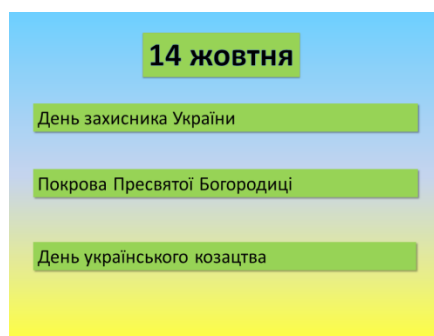 14 жовтня
День захисника України
Покрова Пресвятої Богородиці
День українського козацтва